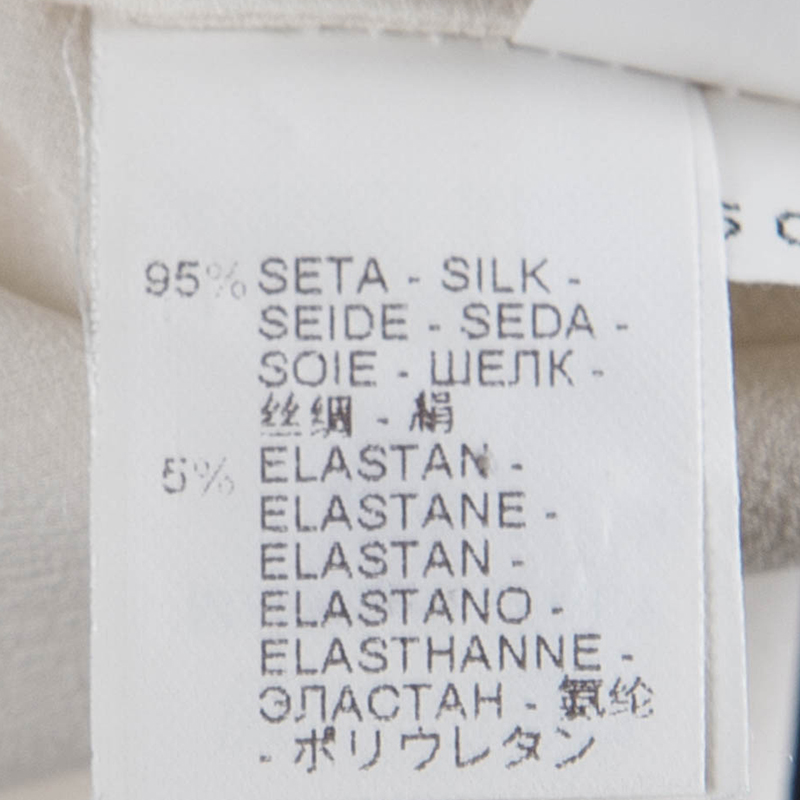 95% SETA - SILK -
SEIDE - SEDA -
SOIE - ШЕЛК -
丝绸 - 絹
5% ELASTAN -
ELASTANE -
ELASTAN -
ELASTANO -
ELASTHANNE -
ЭЛАСТАН - 氨纶
- ポリウレタン